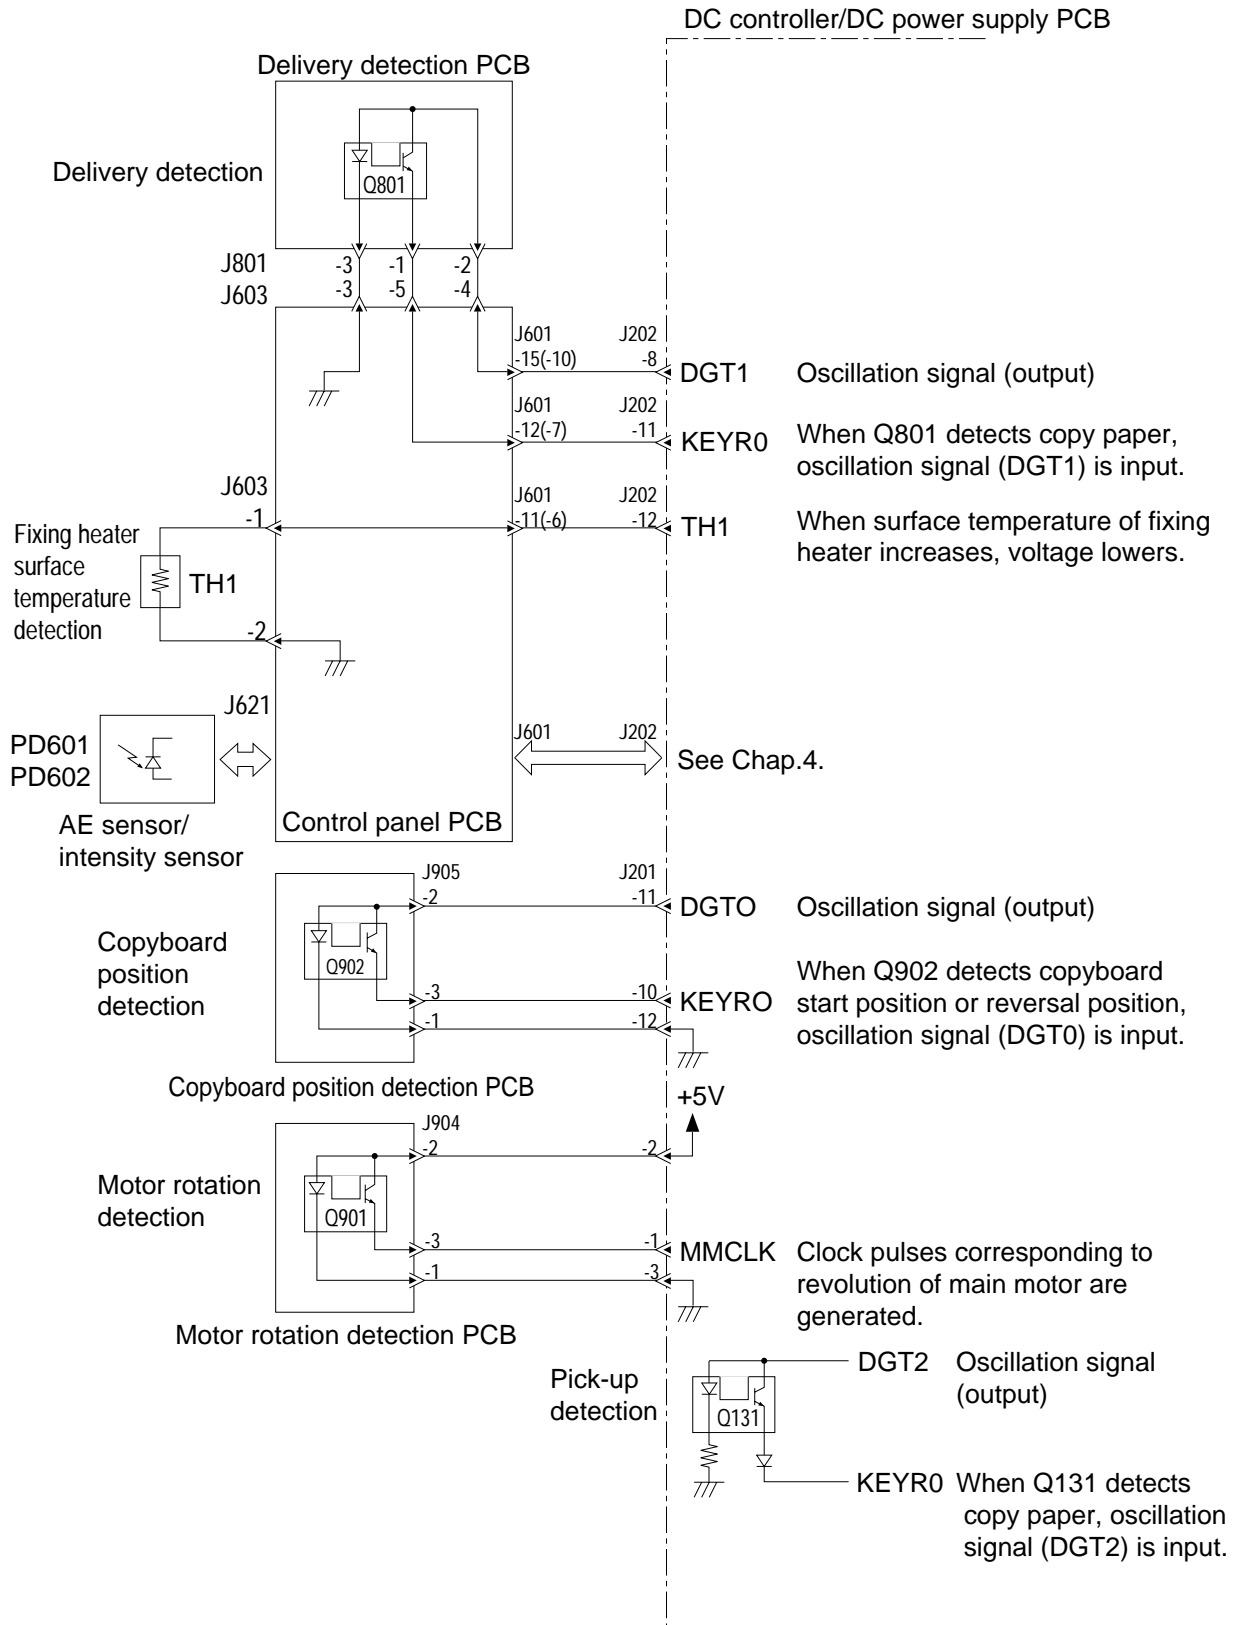 DC controller/DC power supply PCB
Delivery detection PCB
Delivery detection
Q801
J801
-3 -1 -2
J603
-3 -5 -4
J601 J202
-15(-10) -8
DGT1 Oscillation signal (output)
J601 J202
-12(-7) -11
KEYR0 When Q801 detects copy paper,
oscillation signal (DGT1) is input.
J603
-1
J601 J202
-11(-6) -12
TH1 When surface temperature of fixing
heater increases, voltage lowers.
Fixing heater
surface
temperature
detection
TH1
-2
J621
PD601
PD602
AE sensor/
intensity sensor
J601 J202
See Chap.4.
Control panel PCB
J905 J201
-2 -11
DGTO Oscillation signal (output)
Copyboard
position
detection
Q902
-3 -10
KEYRO When Q902 detects copyboard
start position or reversal position,
oscillation signal (DGT0) is input.
-1 -12
Copyboard position detection PCB
+5V
J904
-2 -2
Motor rotation
detection
Q901
-3 -1
MMCLK Clock pulses corresponding to
revolution of main motor are
generated.
-1 -3
Motor rotation detection PCB
Pick-up
detection
Q131
DGT2 Oscillation signal
(output)
KEYR0 When Q131 detects
copy paper, oscillation
signal (DGT2) is input.